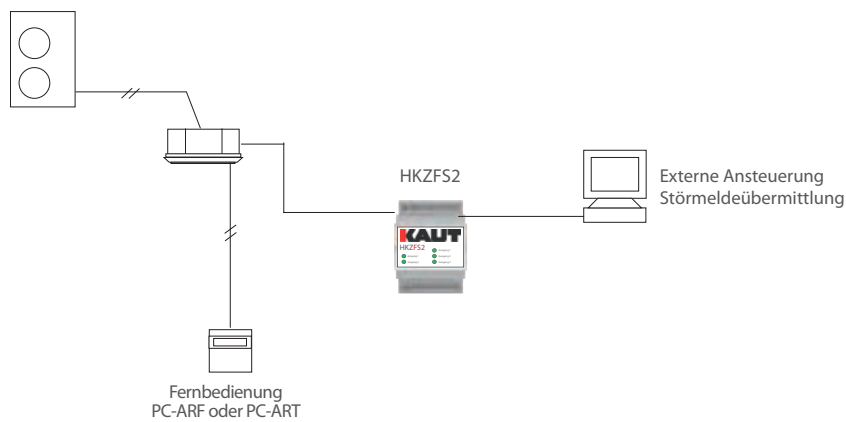 HKZFS2
Externe Ansteuerung
Störmeldeübermittlung
KAUT
HKZFS2
Fernbedienung
PC-ARF oder PC-ART